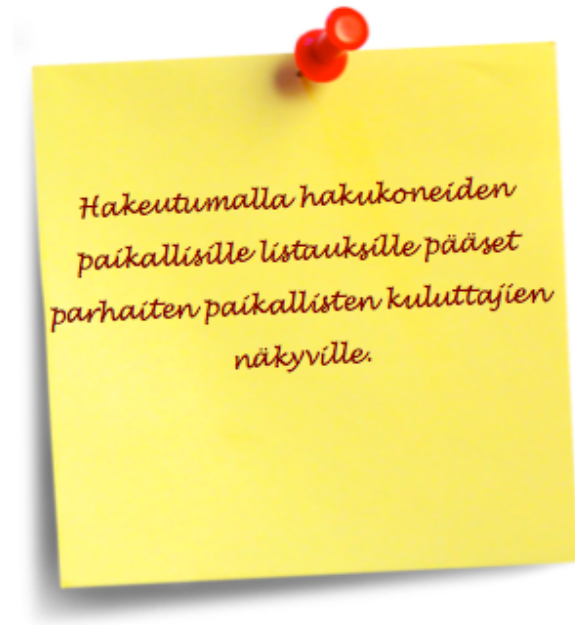 Hakeutumalla hakukoneiden
paikallisille listauksille pääset
parhaiten paikallisten kuluttajien
näkyville.